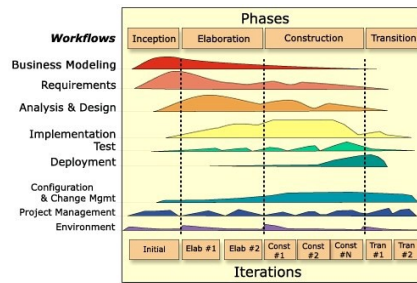 Phases
Workflows
Inception Elaboration Construction Transition
Business Modeling
Requirements
Analysis & Design
Implementation
Test
Deployment
Configuration
& Change Mgmt
Project Management
Environment
Initial Elab #1 Elab #2 Const #1 Const #2 Const #N Tran #1 Tran #2
Iterations